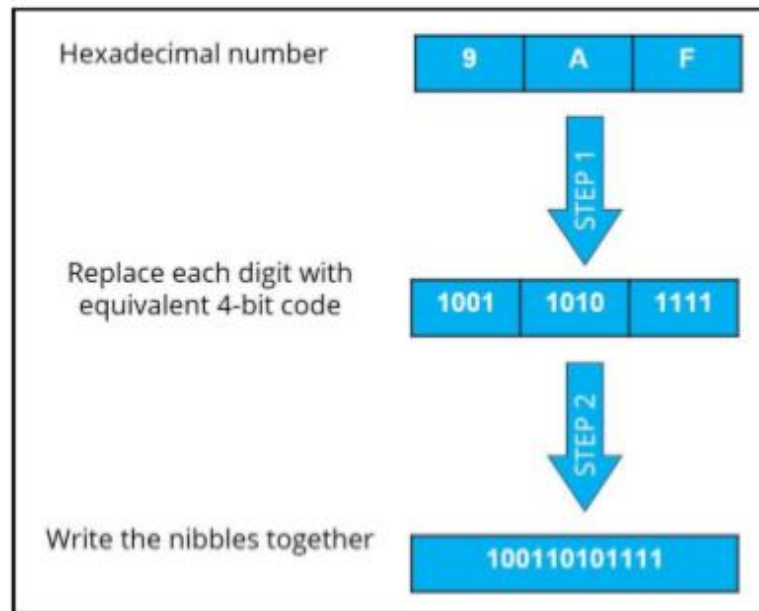 Hexadecimal number
9 A F
STEP 1
Replace each digit with
equivalent 4-bit code
1001 1010 1111
STEP 2
Write the nibbles together
100110101111